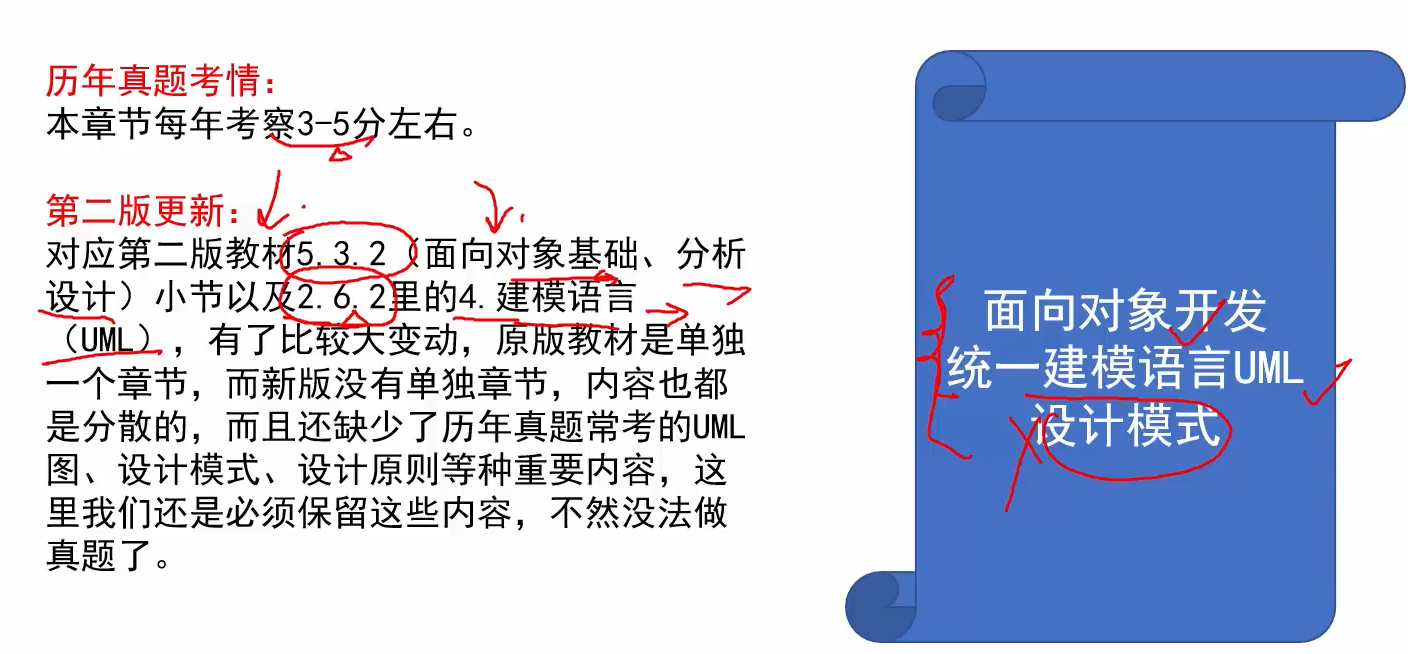 历年真题考情：
本章节每年考察3-5分左右。
第二版更新：
对应第二版教材5.3.2（面向对象基础、分析
设计）小节以及2.6.2里的4.建模语言
（UML），有了比较大变动，原版教材是单独
一个章节，而新版没有单独章节，内容也都
是分散的，而且还缺少了历年真题常考的UML
图、设计模式、设计原则等种重要内容，这
里我们还是必须保留这些内容，不然没法做
真题了。
面向对象开发
统一建模语言UML
设计模式